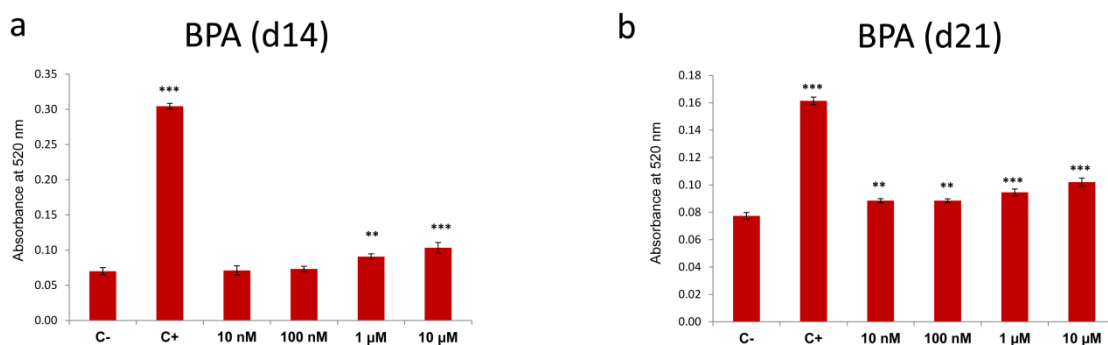 a
BPA (d14)
Absorbance at 520 nm
0.35
0.30
0.25
0.20
0.15
0.10
0.05
0.00
***
**
***
C- C+ 10 nM 100 nM 1 µM 10 µM
b
BPA (d21)
Absorbance at 520 nm
0.18
0.16
0.14
0.12
0.10
0.08
0.06
0.04
0.02
0.00
***
** ** *** ***
C- C+ 10 nM 100 nM 1 µM 10 µM